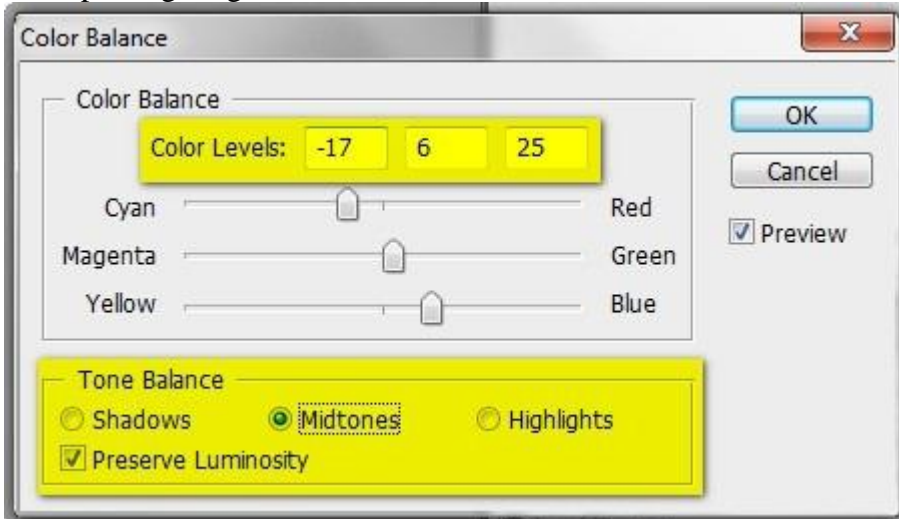 Color Balance
Color Balance
Color Levels: -17 6 25
OK
Cancel
Cyan Red
Preview
Magenta Green
Yellow Blue
Tone Balance
Shadows Midtones Highlights
Preserve Luminosity